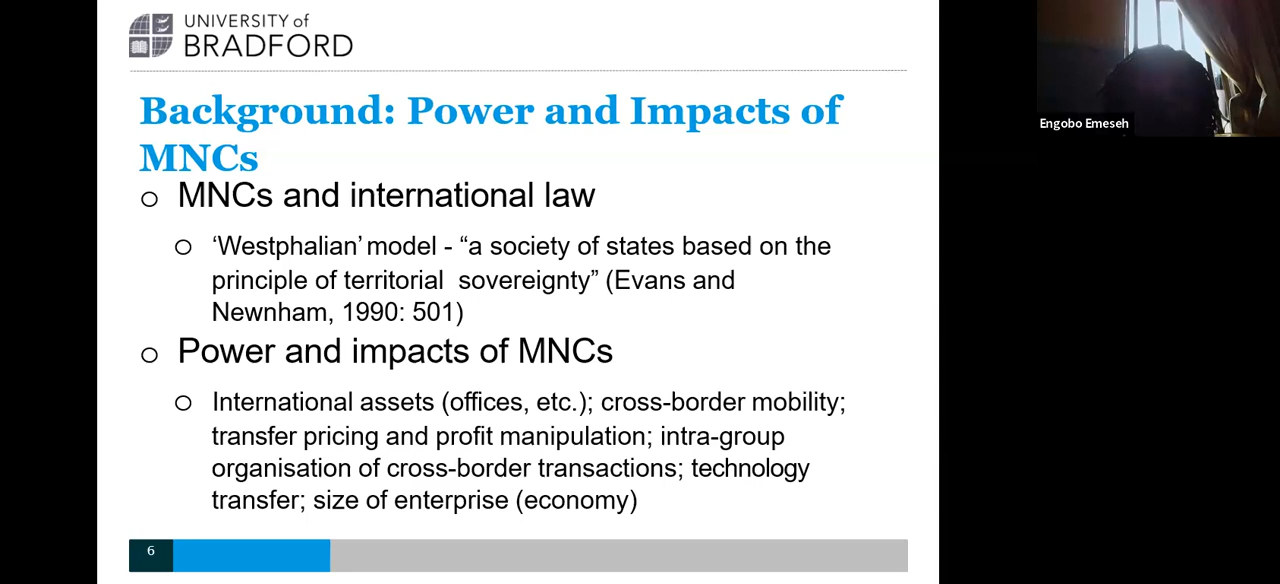 UNIVERSITY of
BRADFORD
Background: Power and Impacts of
MNCs
○ MNCs and international law
○ ‘Westphalian’ model - “a society of states based on the
principle of territorial sovereignty” (Evans and
Newnham, 1990: 501)
○ Power and impacts of MNCs
○ International assets (offices, etc.); cross-border mobility;
transfer pricing and profit manipulation; intra-group
organisation of cross-border transactions; technology
transfer; size of enterprise (economy)
6
Engobo Emeseh